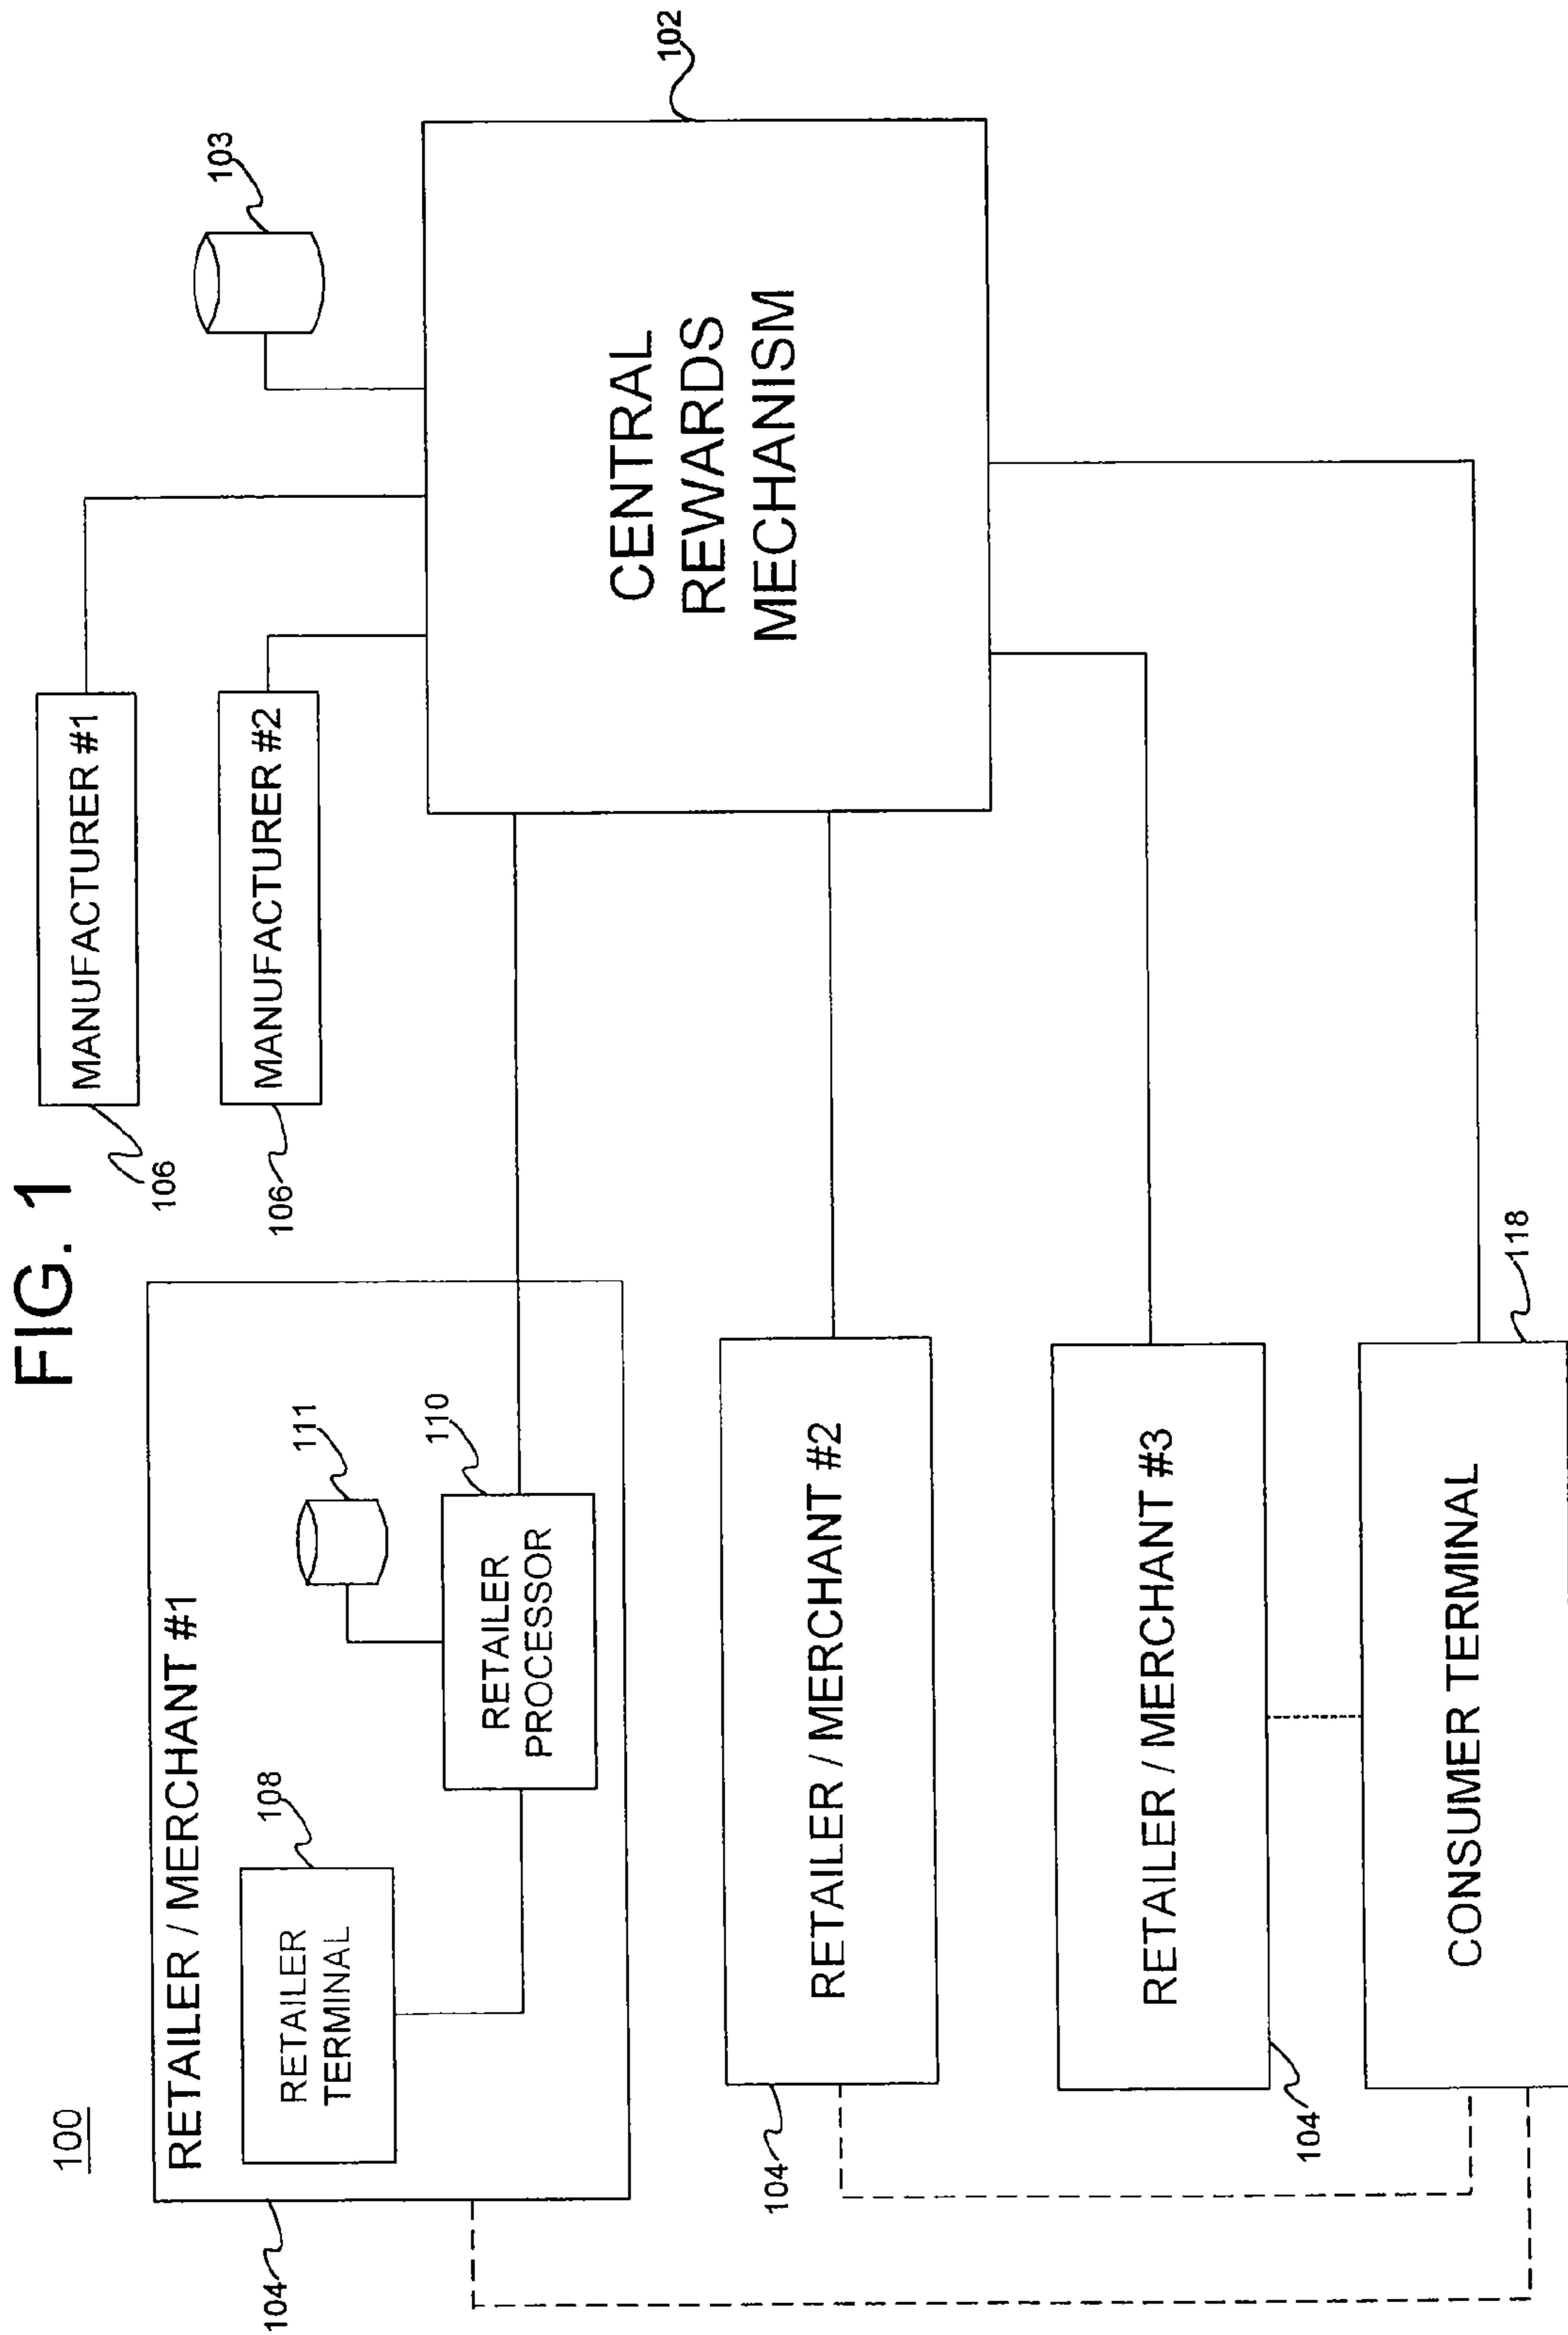 FIG. 1
100
RETAILER / MERCHANT #1
104
RETAILER
TERMINAL
108
111
RETAILER
PROCESSOR
110
MANUFACTURER #1
106
MANUFACTURER #2
106
103
CENTRAL
REWARDS
MECHANISM
102
RETAILER / MERCHANT #2
104
RETAILER / MERCHANT #3
104
CONSUMER TERMINAL
118